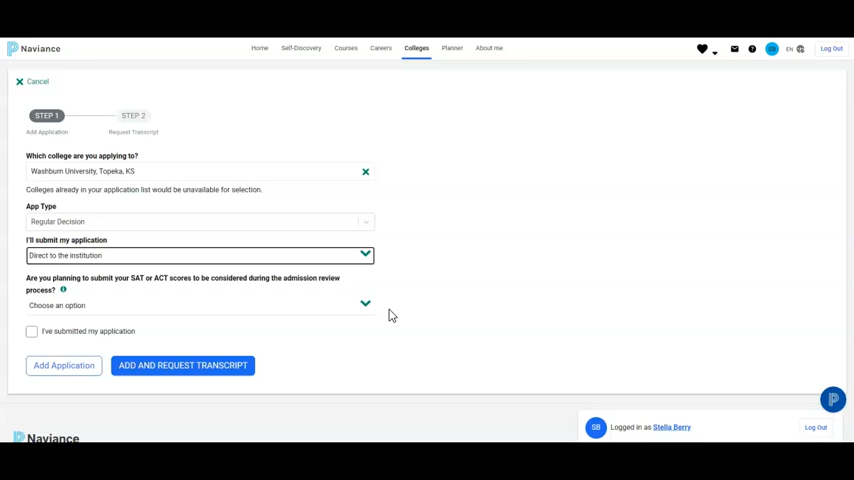 Naviance
Home Self-Discovery Courses Careers Colleges Planner About me
SB EN Log Out
Cancel
STEP 1 STEP 2
Add Application Request Transcript
Which college are you applying to?
Washburn University, Topeka, KS
Colleges already in your application list would be unavailable for selection.
App Type
Regular Decision
I'll submit my application
Direct to the institution
Are you planning to submit your SAT or ACT scores to be considered during the admission review
process?
Choose an option
I've submitted my application
Add Application ADD AND REQUEST TRANSCRIPT
SB Logged in as Stella Berry Log Out
Naviance